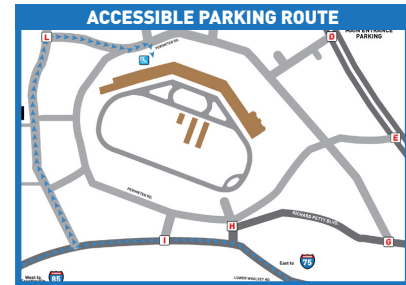 ACCESSIBLE PARKING ROUTE
L
PERIMETER RD.
MAIN ENTRANCE
PARKING
D
E
PERIMETER RD.
H
RICHARD PETTY BLVD.
I
G
East to
75
West to
85
LOWER WOOLSEY RD.